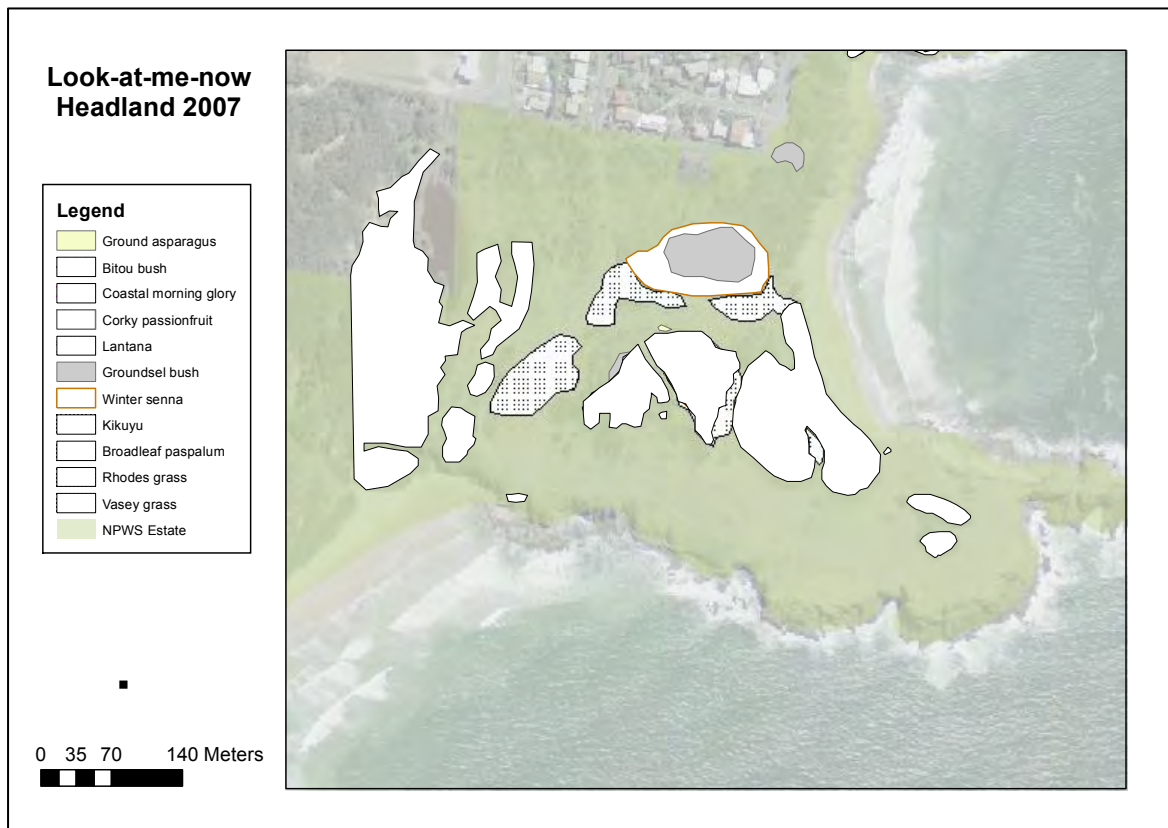 Look-at-me-now
Headland 2007
Legend
Ground asparagus
Bitou bush
Coastal morning glory
Corky passionfruit
Lantana
Groundsel bush
Winter senna
Kikuyu
Broadleaf paspalum
Rhodes grass
Vasey grass
NPWS Estate
0 35 70 140 Meters